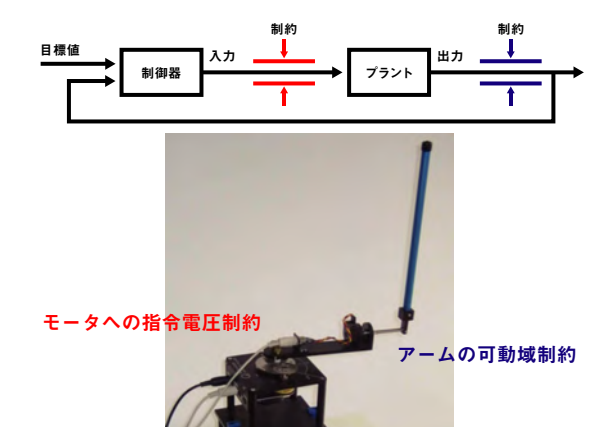 目標値
制御器
入力
制約
プラント
出力
制約
モータへの指令電圧制約
アームの可動域制約